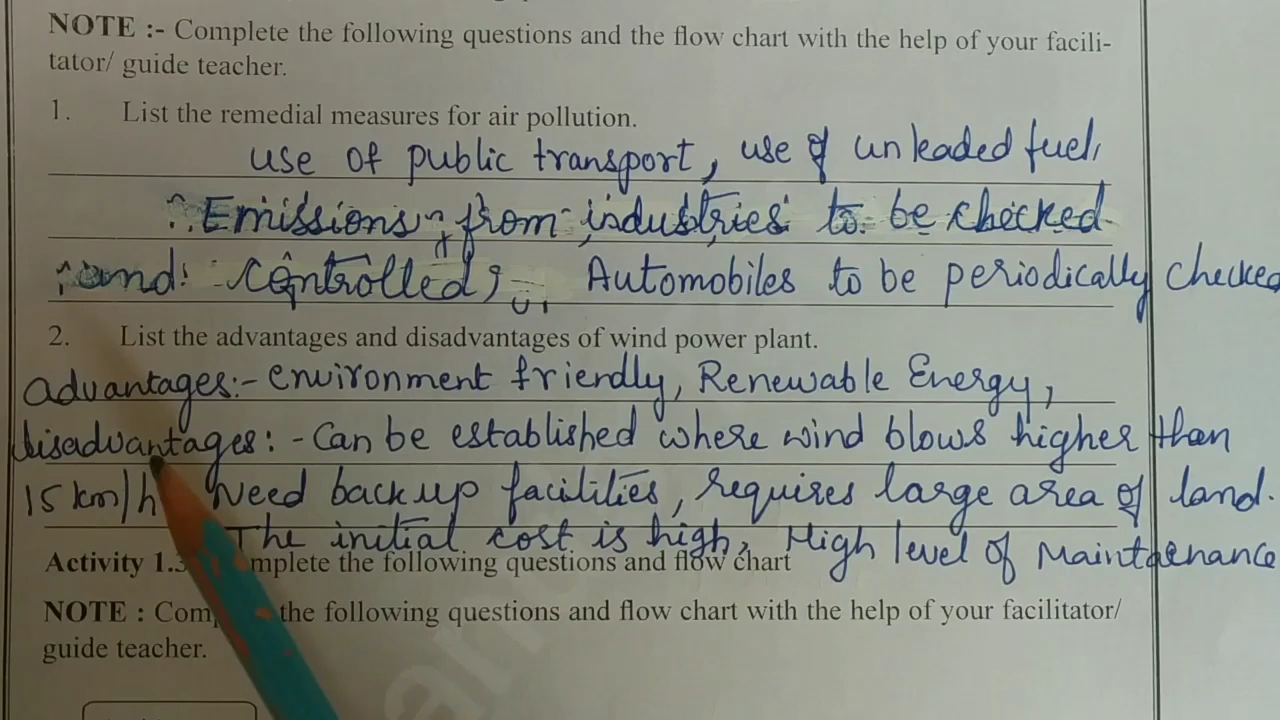 NOTE :- Complete the following questions and the flow chart with the help of your facili-
tator/ guide teacher.
1. List the remedial measures for air pollution.
use of public transport, use of unleaded fuel,
Emissions from industries to be checked
and controlled, Automobiles to be periodically checked
2. List the advantages and disadvantages of wind power plant.
Advantages:- environment friendly, Renewable Energy,
Disadvantages:- Can be established where wind blows higher than
15 km/h Need back up facilities, requires large area of land.
The initial cost is high, High level of Maintaenance
Activity 1.3 mplete the following questions and flow chart
NOTE : Com the following questions and flow chart with the help of your facilitator/
guide teacher.